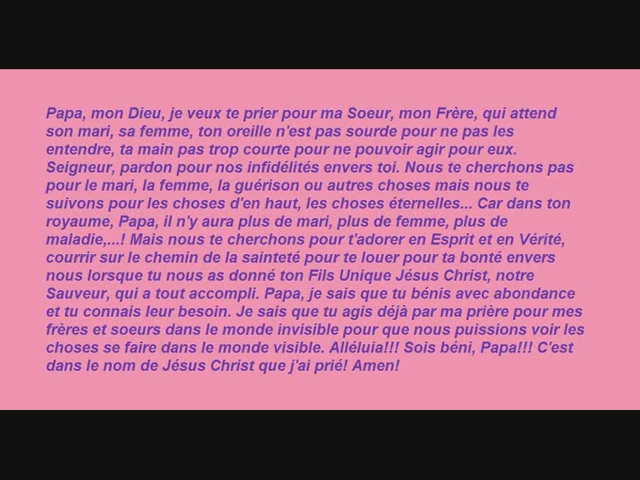 Papa, mon Dieu, je veux te prier pour ma Soeur, mon Frère, qui attend
son mari, sa femme, ton oreille n'est pas sourde pour ne pas les
entendre, ta main pas trop courte pour ne pouvoir agir pour eux.
Seigneur, pardon pour nos infidélités envers toi. Nous te cherchons pas
pour le mari, la femme, la guérison ou autres choses mais nous te
suivons pour les choses d'en haut, les choses éternelles... Car dans ton
royaume, Papa, il n'y aura plus de mari, plus de femme, plus de
maladie,...! Mais nous te cherchons pour t'adorer en Esprit et en Vérité,
courrir sur le chemin de la sainteté pour te louer pour ta bonté envers
nous lorsque tu nous as donné ton Fils Unique Jésus Christ, notre
Sauveur, qui a tout accompli. Papa, je sais que tu bénis avec abondance
et tu connais leur besoin. Je sais que tu agis déjà par ma prière pour mes
frères et soeurs dans le monde invisible pour que nous puissions voir les
choses se faire dans le monde visible. Alléluia!!! Sois béni, Papa!!! C'est
dans le nom de Jésus Christ que j'ai prié! Amen!